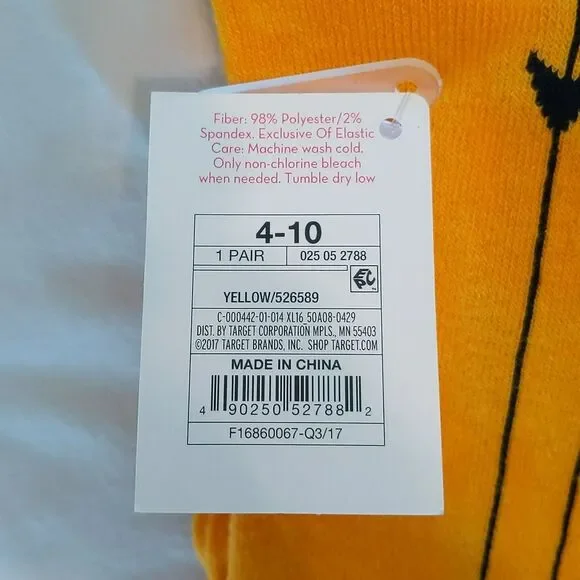 Fiber: 98% Polyester/2%
Spandex. Exclusive Of Elastic
Care: Machine wash cold.
Only non-chlorine bleach
when needed. Tumble dry low
4-10
1 PAIR 025 05 2788
EPC
YELLOW/526589
C-000442-01-014 XL16 50A08-0429
DIST. BY TARGET CORPORATION MPLS., MN 55403
©2017 TARGET BRANDS, INC. SHOP TARGET.COM
MADE IN CHINA
4 90250 52788 2
F16860067-Q3/17